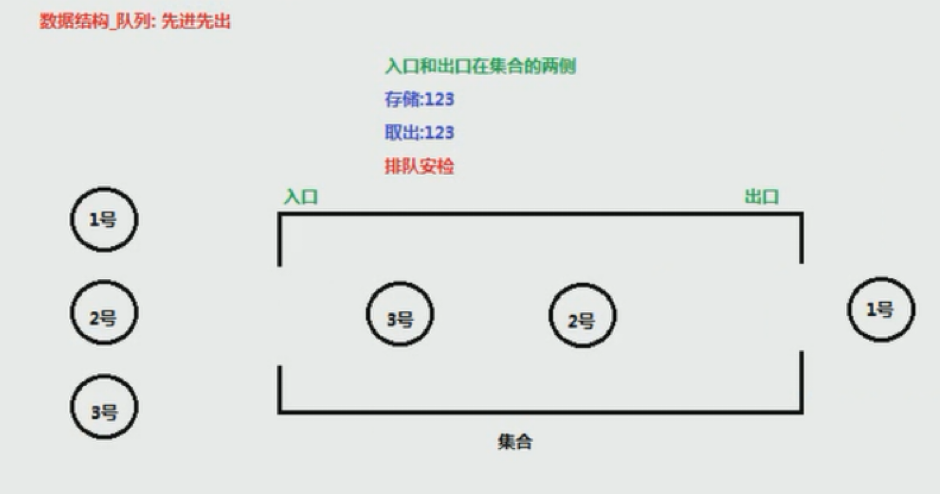 数据结构_队列: 先进先出
入口和出口在集合的两侧
存储:123
取出:123
排队安检
入口
出口
1号
2号
3号
3号
2号
1号
集合